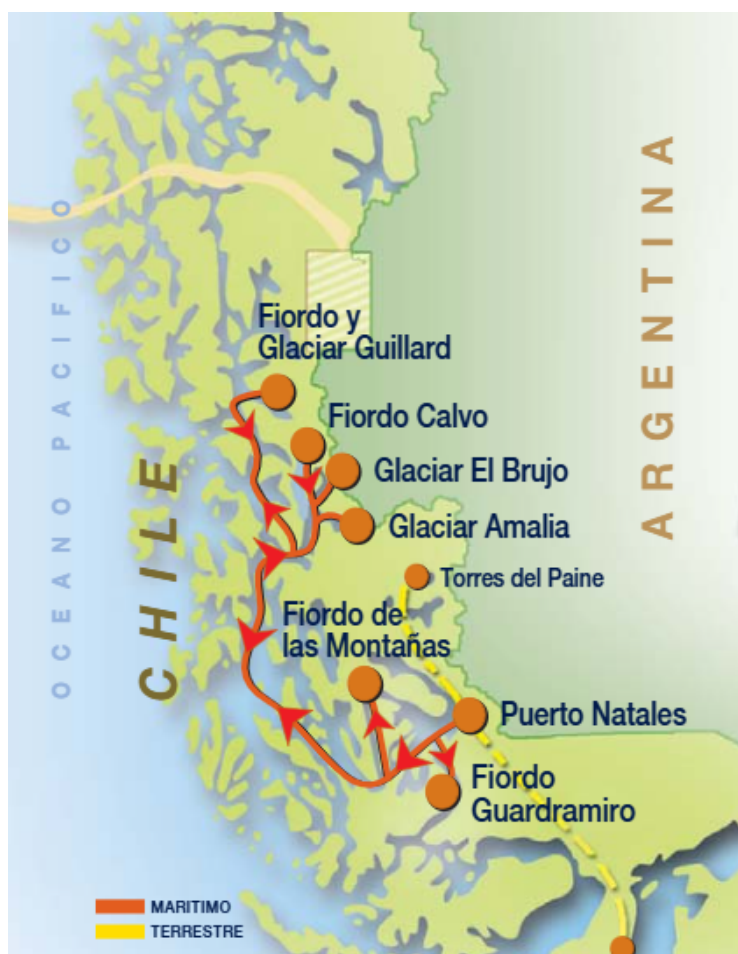 OCEANO PACIFICO
CHILE
ARGENTINA
Fiordo y
Glaciar Guillard
Fiordo Calvo
Glaciar El Brujo
Glaciar Amalia
Torres del Paine
Fiordo de
las Montañas
Puerto Natales
Fiordo
Guardramiro
MARITIMO
TERRESTRE